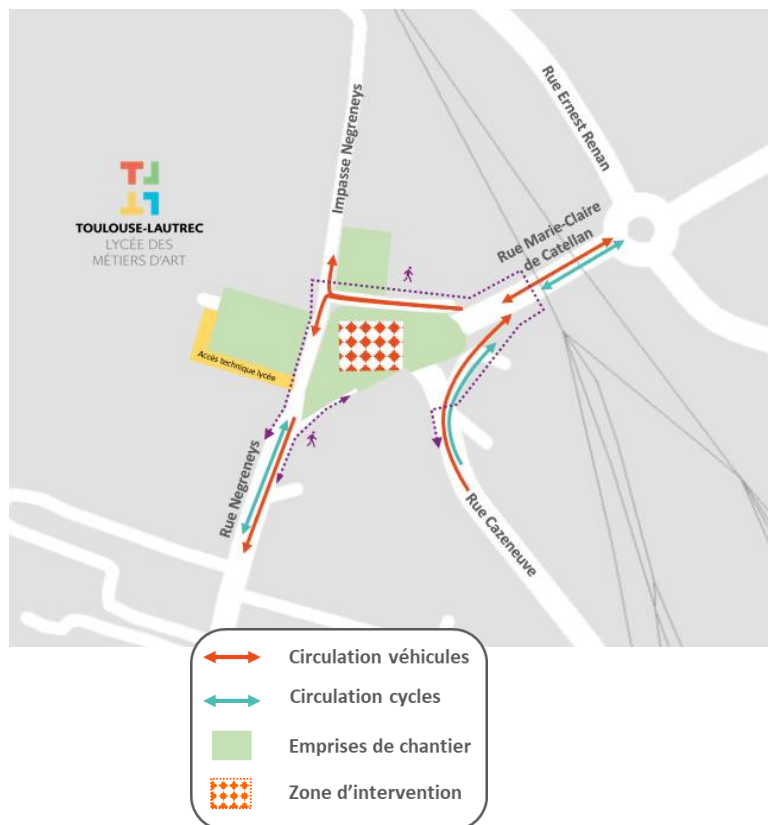 Impasse Negreneys
Rue Ernest Renan
TOULOUSE-LAUTREC
LYCÉE DES
MÉTIERS D'ART
Rue Marie-Claire
de Catellan
Accès technique lycée
Rue Negreneys
Rue Cazeneuve
Circulation véhicules
Circulation cycles
Emprises de chantier
Zone d'intervention